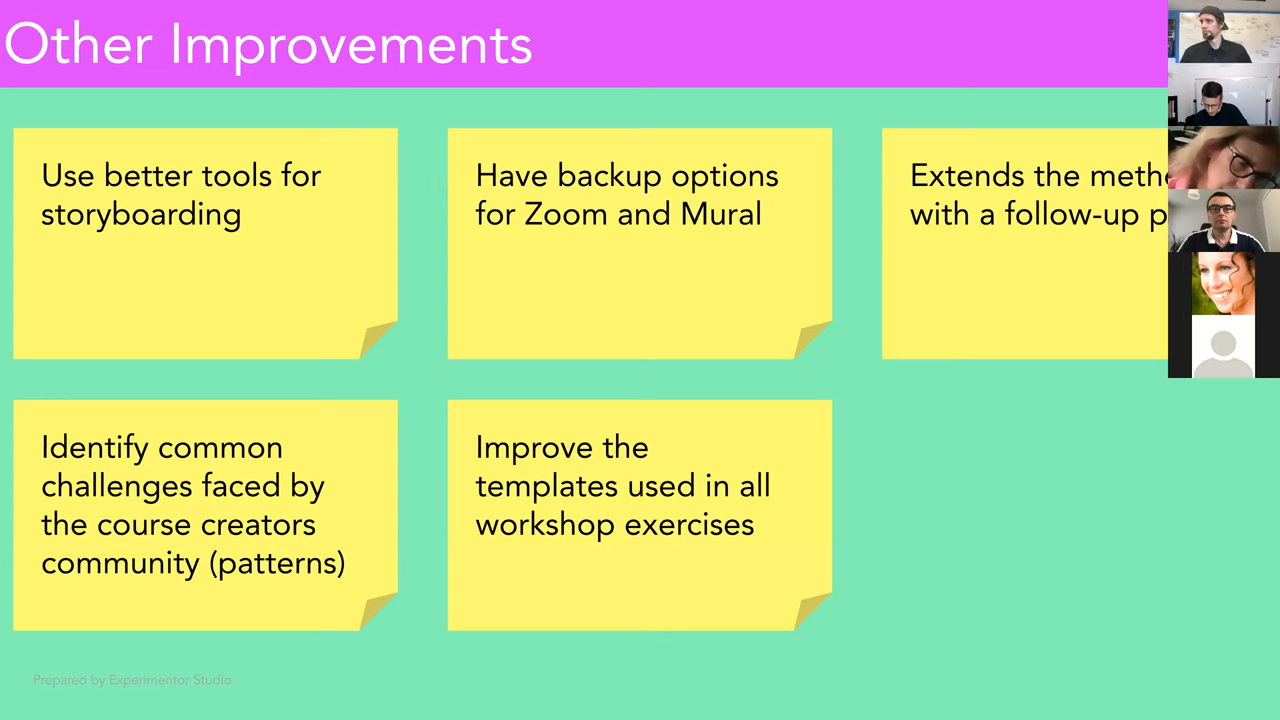 Other Improvements
Use better tools for
storyboarding
Have backup options
for Zoom and Mural
Extends the
with a follow-up
Identify common
challenges faced by
the course creators
community (patterns)
Improve the
templates used in all
workshop exercises
Prepared by Experimentor Studio